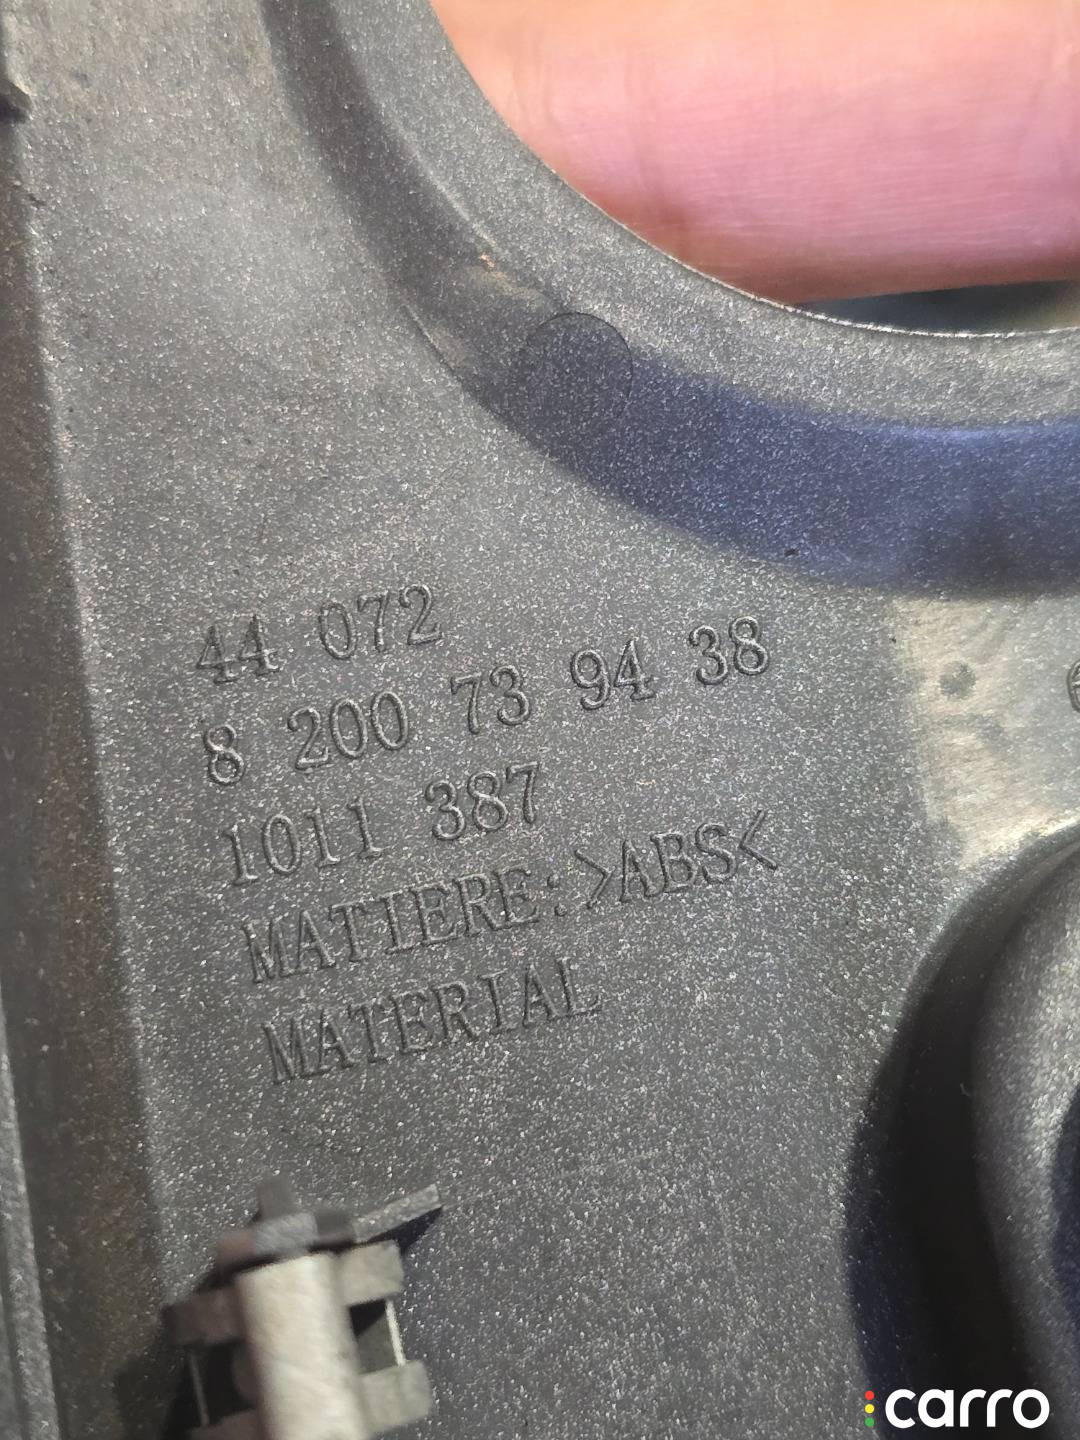 44 072
8 200 73 94 38
1011 387
MATIERE: >ABS<
MATERIAL
carro